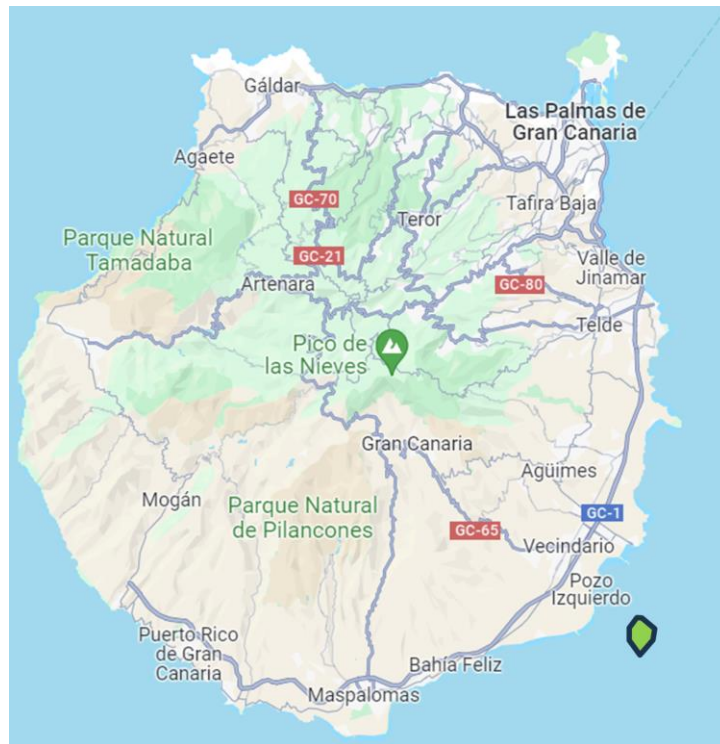 Gáldar
Las Palmas de
Gran Canaria
Agaete
GC-70
Tafira Baja
Teror
Parque Natural
Tamadaba
GC-21
Valle de
Jinamar
Artenara
GC-80
Telde
Pico de
las Nieves
Gran Canaria
Agüimes
Mogán
Parque Natural
de Pilancones
GC-1
GC-65
Vecindario
Pozo
Izquierdo
Puerto Rico
de Gran
Canaria
Bahía Feliz
Maspalomas